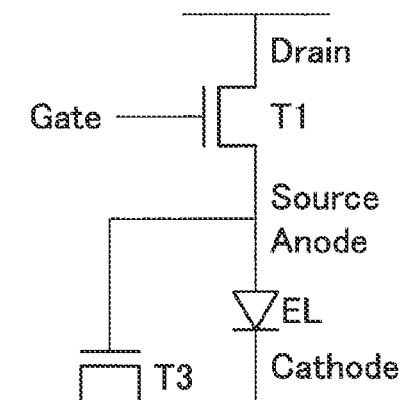 Drain
Gate
T1
Source
Anode
EL
Cathode
T3